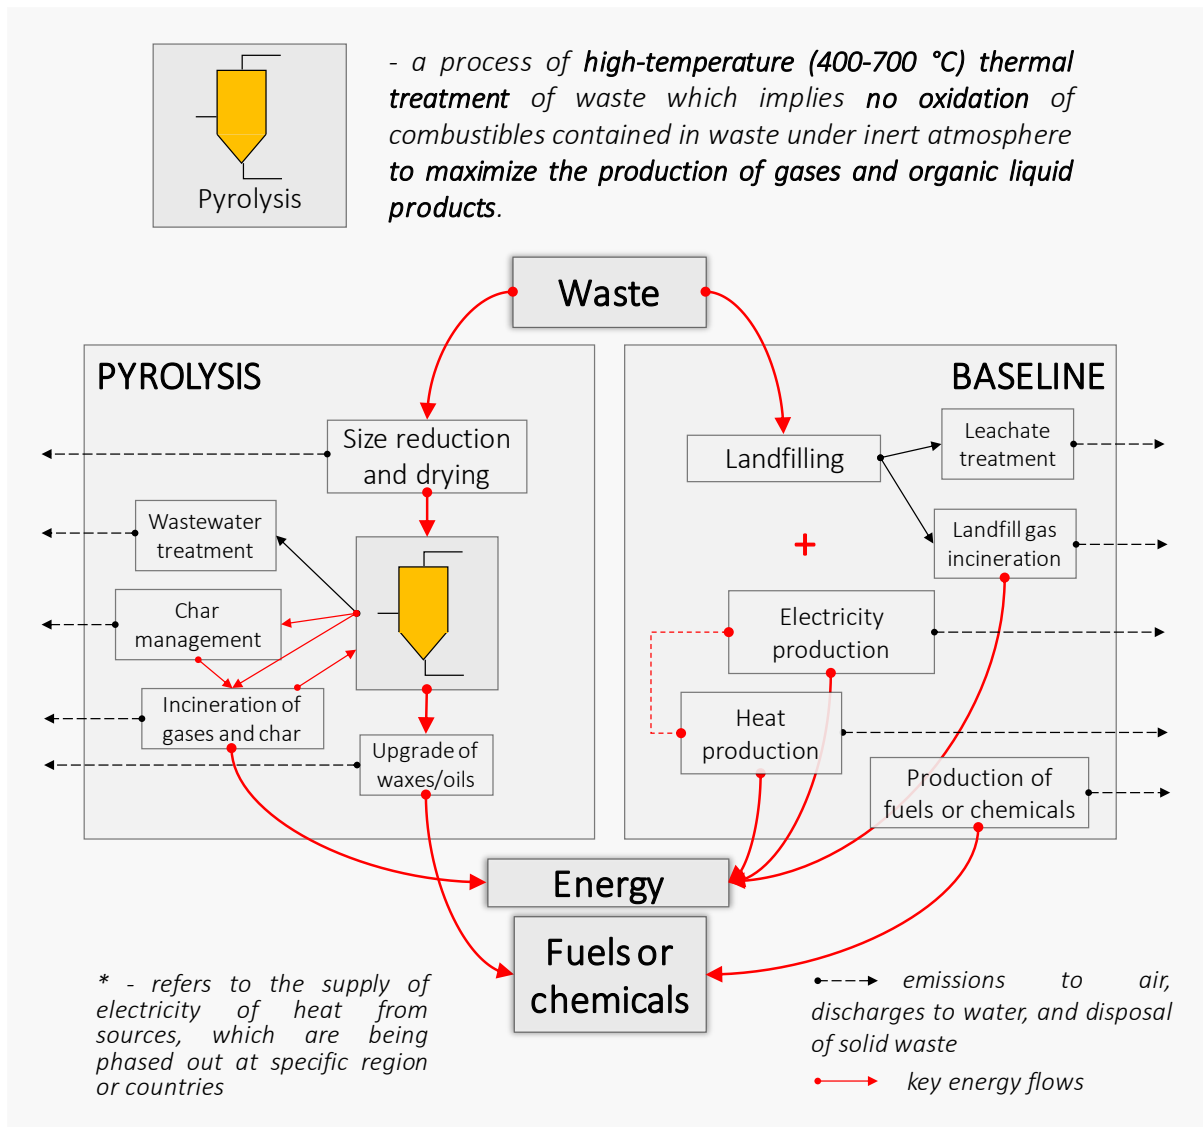 Pyrolysis
- a process of high-temperature (400-700 °C) thermal
treatment of waste which implies no oxidation of
combustibles contained in waste under inert atmosphere
to maximize the production of gases and organic liquid
products.
Waste
PYROLYSIS
Size reduction
and drying
Wastewater
treatment
Char
management
Incineration of
gases and char
Upgrade of
waxes/oils
BASELINE
Landfilling
Leachate
treatment
Landfill gas
incineration
+
Electricity
production
Heat
production
Production of
fuels or chemicals
Energy
Fuels or
chemicals
* - refers to the supply of
electricity of heat from
sources, which are being
phased out at specific region
or countries
emissions to air,
discharges to water, and disposal
of solid waste
key energy flows